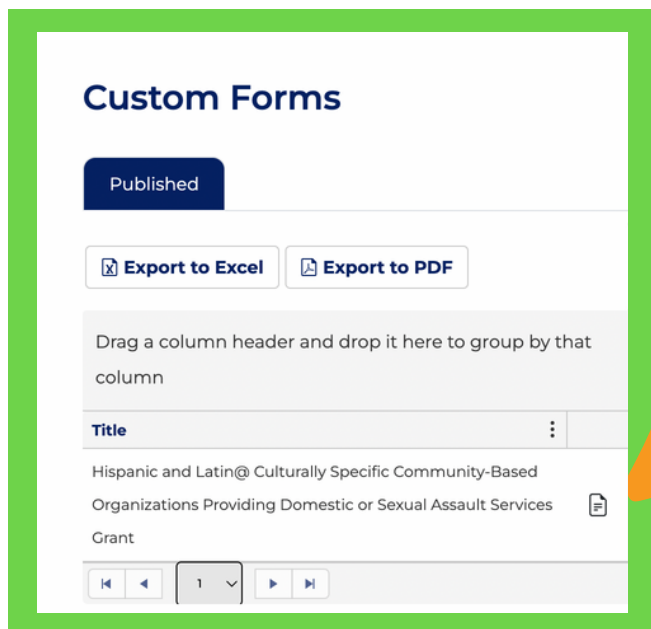 Custom Forms
Published
Export to Excel Export to PDF
Drag a column header and drop it here to group by that
column
Title
Hispanic and Latin@ Culturally Specific Community-Based
Organizations Providing Domestic or Sexual Assault Services
Grant
1